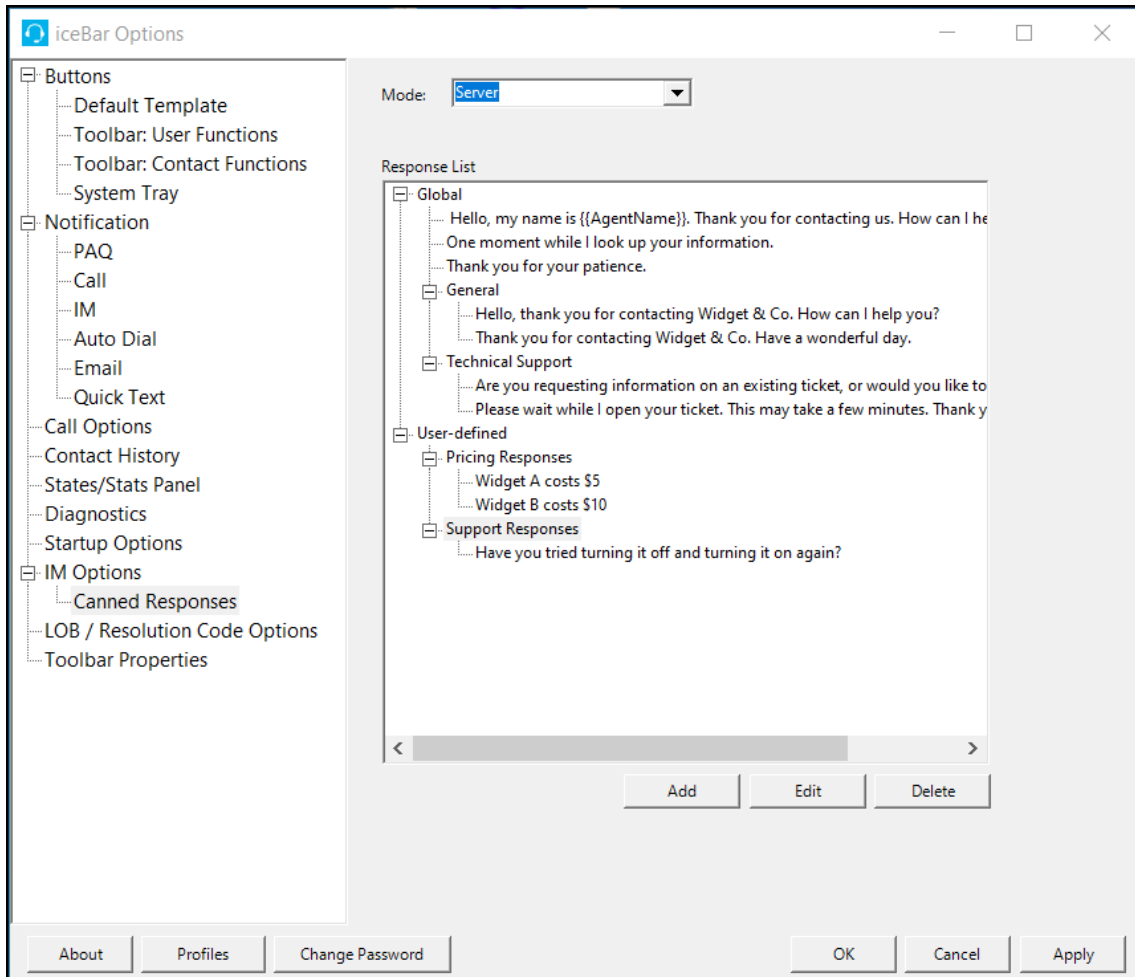 iceBar Options
Buttons
Default Template
Toolbar: User Functions
Toolbar: Contact Functions
System Tray
Notification
PAQ
Call
IM
Auto Dial
Email
Quick Text
Call Options
Contact History
States/Stats Panel
Diagnostics
Startup Options
IM Options
Canned Responses
LOB / Resolution Code Options
Toolbar Properties
Mode: Server
Response List
Global
Hello, my name is {{AgentName}}. Thank you for contacting us. How can I he
One moment while I look up your information.
Thank you for your patience.
General
Hello, thank you for contacting Widget & Co. How can I help you?
Thank you for contacting Widget & Co. Have a wonderful day.
Technical Support
Are you requesting information on an existing ticket, or would you like to
Please wait while I open your ticket. This may take a few minutes. Thank y
User-defined
Pricing Responses
Widget A costs $5
Widget B costs $10
Support Responses
Have you tried turning it off and turning it on again?
Add Edit Delete
About Profiles Change Password OK Cancel Apply